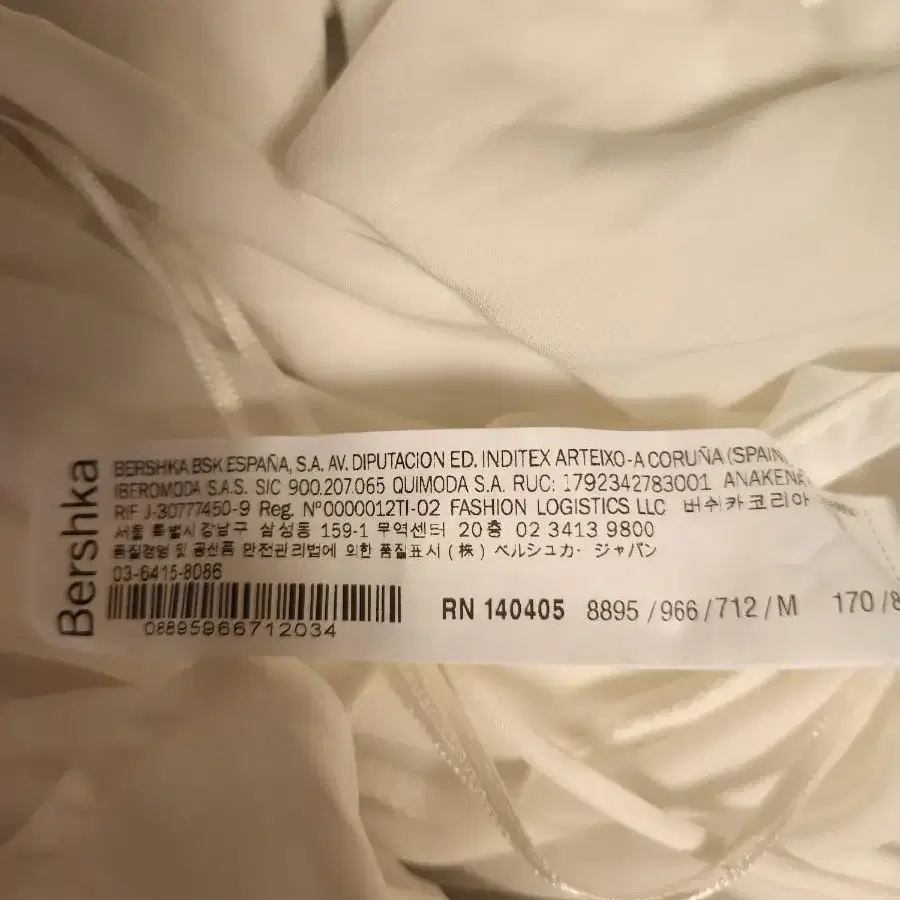 Bershka
BERSHKA BSK ESPAÑA, S.A. AV. DIPUTACION ED. INDITEX ARTEIXO-A CORUÑA (SPAIN)
IBEROMODA S.A.S. SIC 900.207.065 QUIMODA S.A. RUC: 1792342783001 ANAKENA
RIF J-30777450-9 Reg. Nº0000012TI-02 FASHION LOGISTICS LLC 버쉬카코리아
서울 특별시 강남구 삼성동 159-1 무역센터 20층 02 3413 9800
품질경영 및 공산품 안전관리법에 의한 품질표시 (株) ベルシュカ· ジャパン
03-6415-8086
08895966712034
RN 140405 8895 / 966 / 712 / M 170 / 8